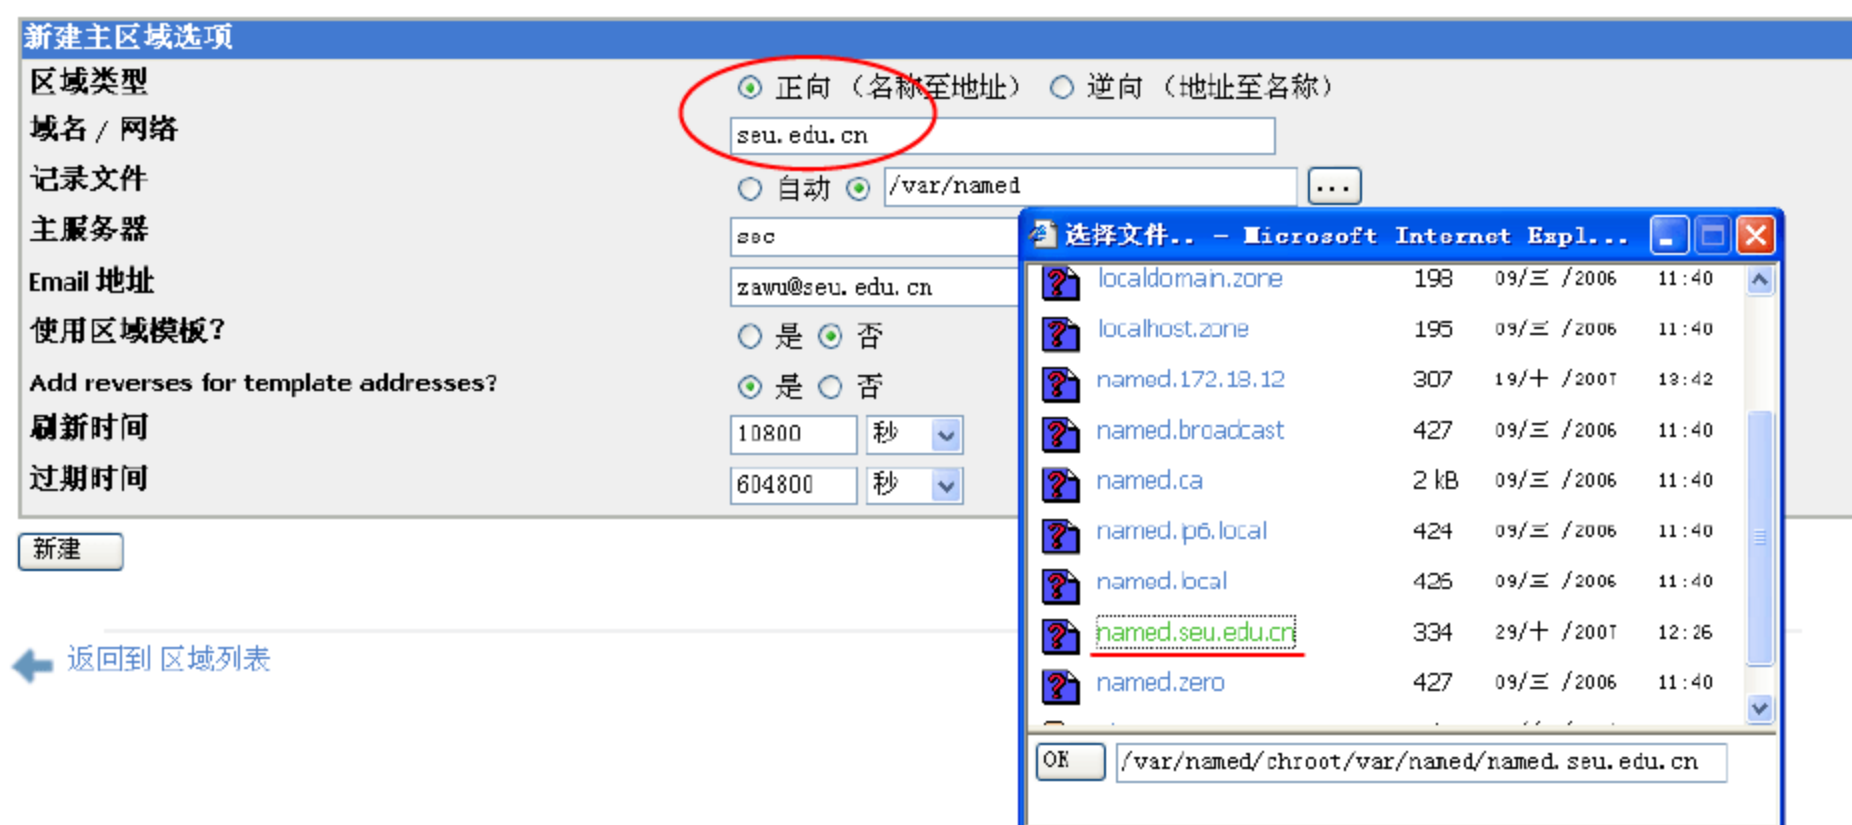 新建主区域选项
区域类型 正向 （名称至地址） 逆向 （地址至名称）
域名 / 网络 seu.edu.cn
记录文件 自动 /var/named ...
主服务器 sec
Email 地址 zawu@seu.edu.cn
使用区域模板? 是 否
Add reverses for template addresses? 是 否
刷新时间 10800 秒
过期时间 604800 秒
新建
返回到 区域列表
选择文件.. - Microsoft Internet Expl...
localdomain.zone 198 09/三 /2006 11:40
localhost.zone 195 09/三 /2006 11:40
named.172.18.12 307 19/十 /2007 18:42
named.broadcast 427 09/三 /2006 11:40
named.ca 2 kB 09/三 /2006 11:40
named.ip6.local 424 09/三 /2006 11:40
named.local 426 09/三 /2006 11:40
named.seu.edu.cn 334 29/十 /2007 12:26
named.zero 427 09/三 /2006 11:40
OK /var/named/chroot/var/named/named.seu.edu.cn